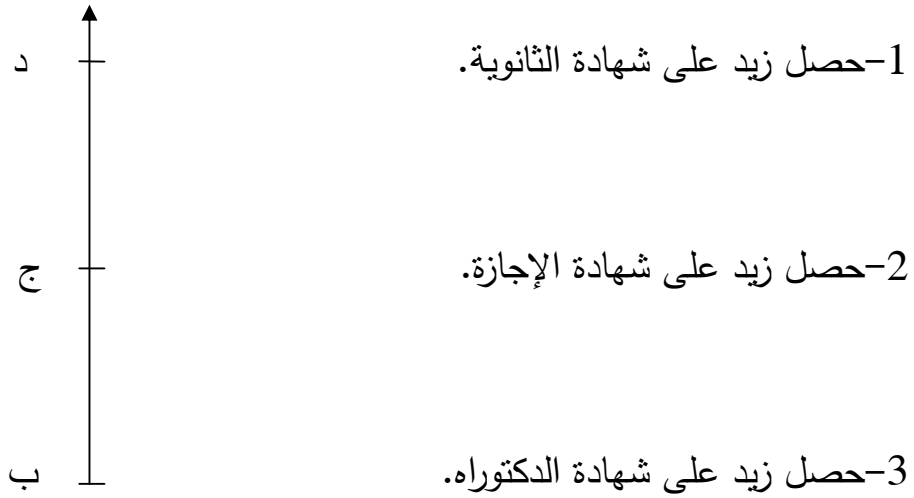 1-حصل زيد على شهادة الثانوية. د
2-حصل زيد على شهادة الإجازة. ج
3-حصل زيد على شهادة الدكتوراه. ب